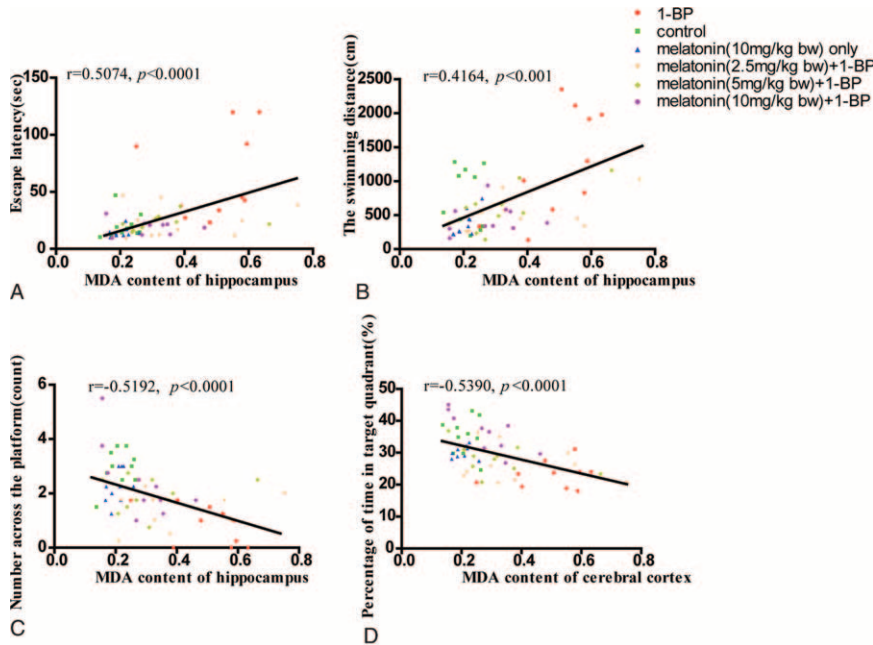 1-BP
control
melatonin(10mg/kg bw) only
melatonin(2.5mg/kg bw)+1-BP
melatonin(5mg/kg bw)+1-BP
melatonin(10mg/kg bw)+1-BP
r=0.5074, p<0.0001
Escape latency(sec)
150
100
50
0
0.0 0.2 0.4 0.6 0.8
MDA content of hippocampus
A
r=0.4164, p<0.001
The swimming distance(cm)
2500
2000
1500
1000
500
0
0.0 0.2 0.4 0.6 0.8
MDA content of hippocampus
B
r=-0.5192, p<0.0001
Number across the platform(count)
6
4
2
0
0.0 0.2 0.4 0.6 0.8
MDA content of hippocampus
C
r=-0.5390, p<0.0001
Percentage of time in target quadrant(%)
50
40
30
20
10
0
0.0 0.2 0.4 0.6 0.8
MDA content of cerebral cortex
D